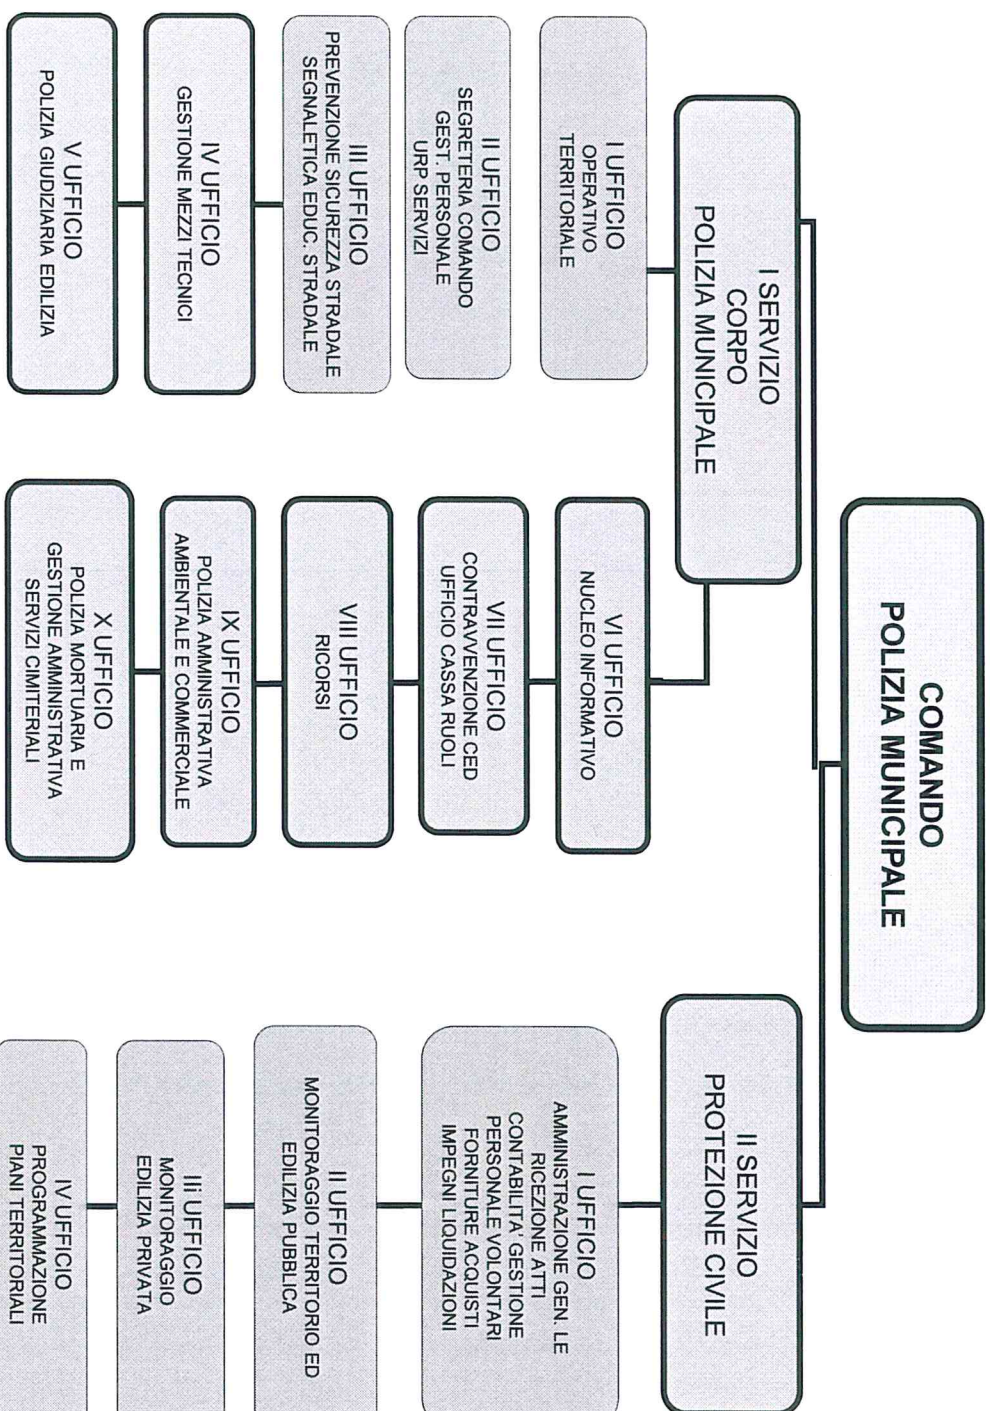 COMANDO
POLIZIA MUNICIPALE
I SERVIZIO
CORPO
POLIZIA MUNICIPALE
I UFFICIO
OPERATIVO
TERRITORIALE
II UFFICIO
SEGRETERIA COMANDO
GEST. PERSONALE
URP SERVIZI
III UFFICIO
PREVENZIONE SICUREZZA STRADALE
SEGNALETICA EDUC. STRADALE
IV UFFICIO
GESTIONE MEZZI TECNICI
V UFFICIO
POLIZIA GIUDIZIARIA EDILIZIA
VI UFFICIO
NUCLEO INFORMATIVO
VII UFFICIO
CONTRAVVENZIONE CED
UFFICIO CASSA RUOLI
VIII UFFICIO
RICORSI
IX UFFICIO
POLIZIA AMMINISTRATIVA
AMBIENTALE E COMMERCIALE
X UFFICIO
POLIZIA MORTUARIA E
GESTIONE AMMINISTRATIVA
SERVIZI CIMITERIALI
II SERVIZIO
PROTEZIONE CIVILE
I UFFICIO
AMMINISTRAZIONE GEN. LE
RICEZIONE ATTI
CONTABILITA' GESTIONE
PERSONALE VOLONTARI
FORNITURE ACQUISTI
IMPEGNI LIQUIDAZIONI
II UFFICIO
MONITORAGGIO TERRITORIO ED
EDILIZIA PUBBLICA
III UFFICIO
MONITORAGGIO
EDILIZIA PRIVATA
IV UFFICIO
PROGRAMMAZIONE
PIANI TERRITORIALI